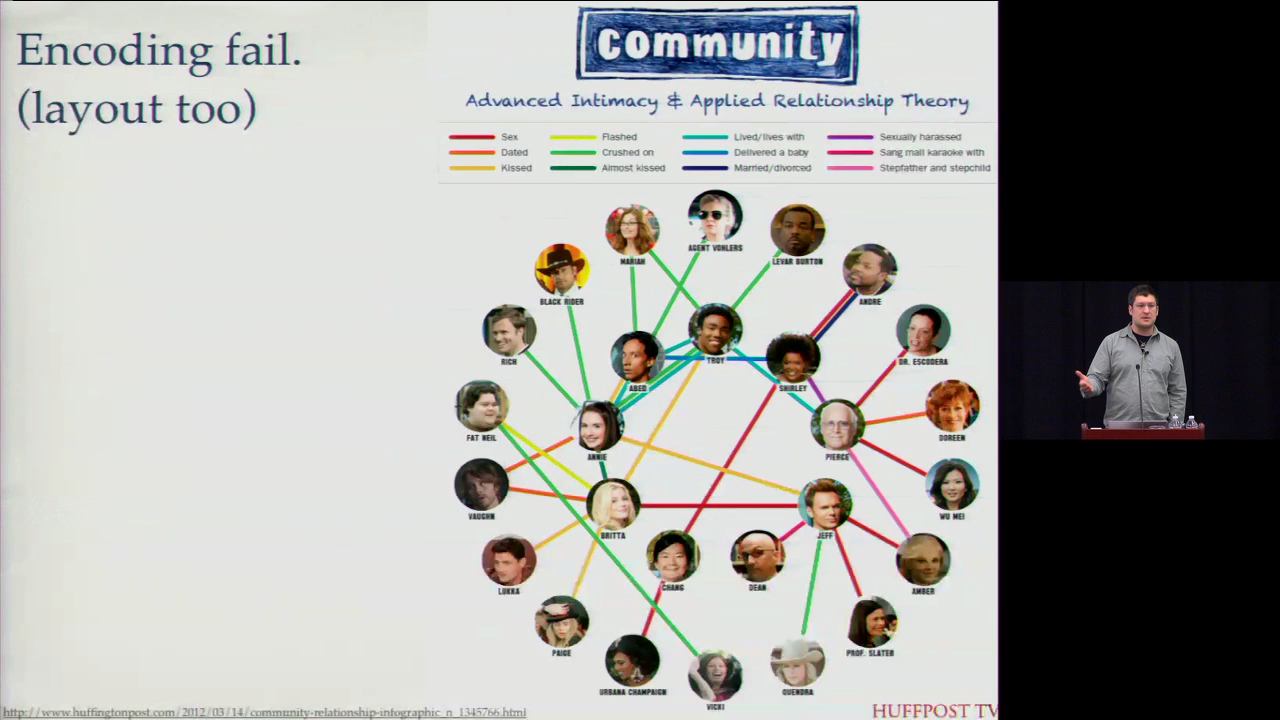 Encoding fail.
(layout too)
community
Advanced Intimacy & Applied Relationship Theory
Sex
Flashed
Lived/lives with
Sexually harassed
Dated
Crushed on
Delivered a baby
Sang mall karaoke with
Kissed
Almost kissed
Married/divorced
Stepfather and stepchild
AGENT VOHLERS
MARIAH
LEVAR BURTON
BLACK RIDER
ANDRE
RICH
TROY
DR. ESCODERA
ABED
SHIRLEY
FAT NEIL
ANNIE
PIERCE
DOREEN
VAUGHN
BRITTA
JEFF
WU MEI
LUKKA
CHANG
DEAN
AMBER
PAIGE
PROF. SLATER
URBANA CHAMPAIGN
VICKI
QUENDRA
http://www.huffingtonpost.com/2012/03/14/community-relationship-infographic_n_1345766.html
HUFFPOST TV